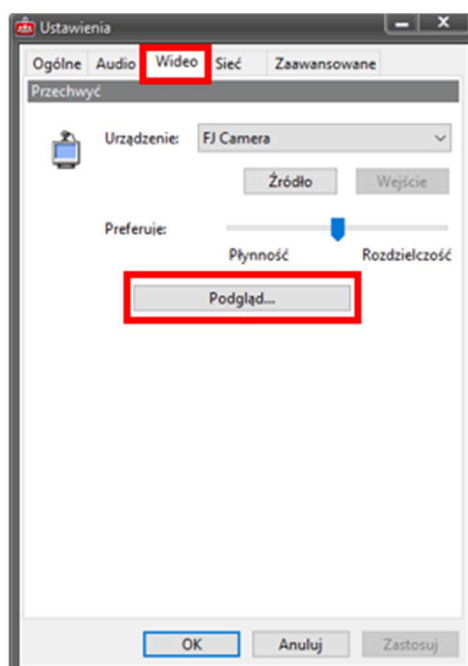 Ustawienia
Ogólne Audio Wideo Sieć Zaawansowane
Przechwyć
Urządzenie: FJ Camera
Źródło Wejście
Preferuje:
Płynność Rozdzielczość
Podgląd...
OK Anuluj Zastosuj